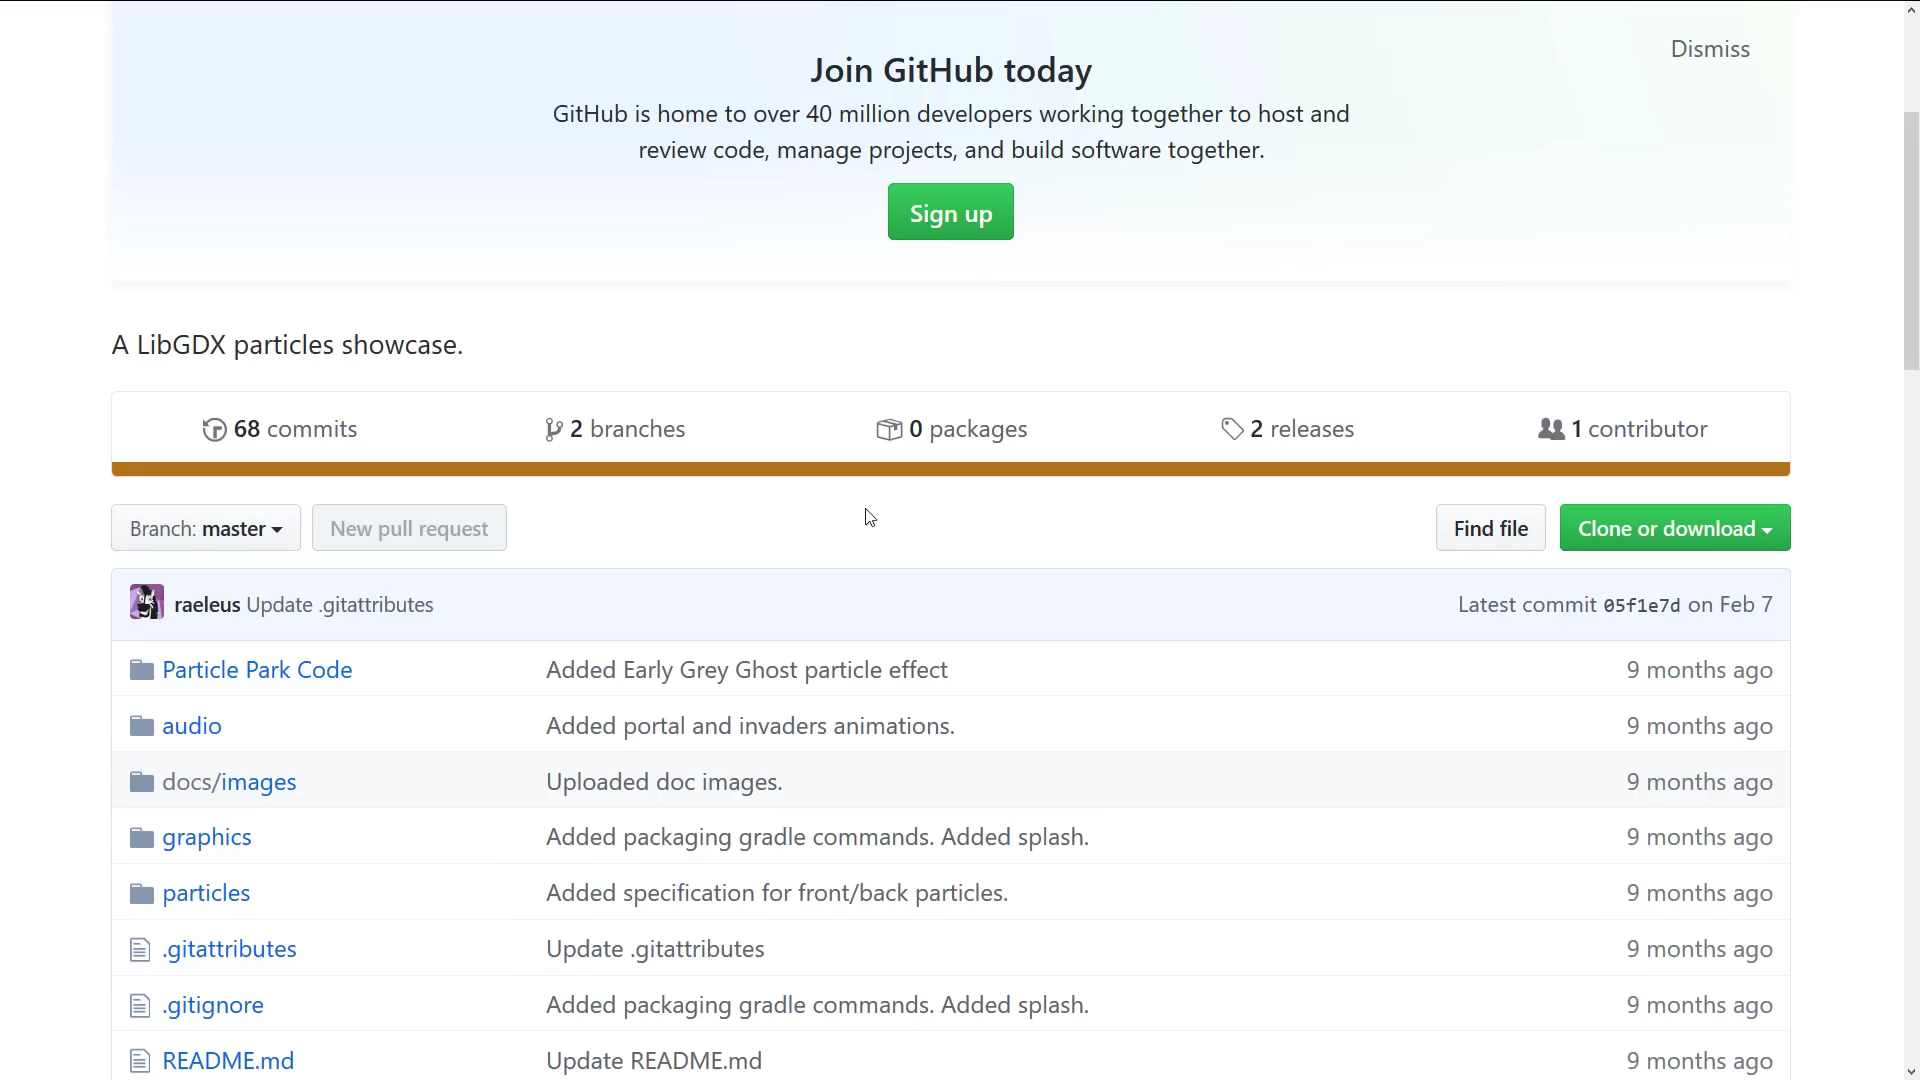 Dismiss
Join GitHub today
GitHub is home to over 40 million developers working together to host and
review code, manage projects, and build software together.
Sign up
A LibGDX particles showcase.
68 commits 2 branches 0 packages 2 releases 1 contributor
Branch: master New pull request Find file Clone or download
raeleus Update .gitattributes Latest commit 05f1e7d on Feb 7
Particle Park Code Added Early Grey Ghost particle effect 9 months ago
audio Added portal and invaders animations. 9 months ago
docs/images Uploaded doc images. 9 months ago
graphics Added packaging gradle commands. Added splash. 9 months ago
particles Added specification for front/back particles. 9 months ago
.gitattributes Update .gitattributes 9 months ago
.gitignore Added packaging gradle commands. Added splash. 9 months ago
README.md Update README.md 9 months ago